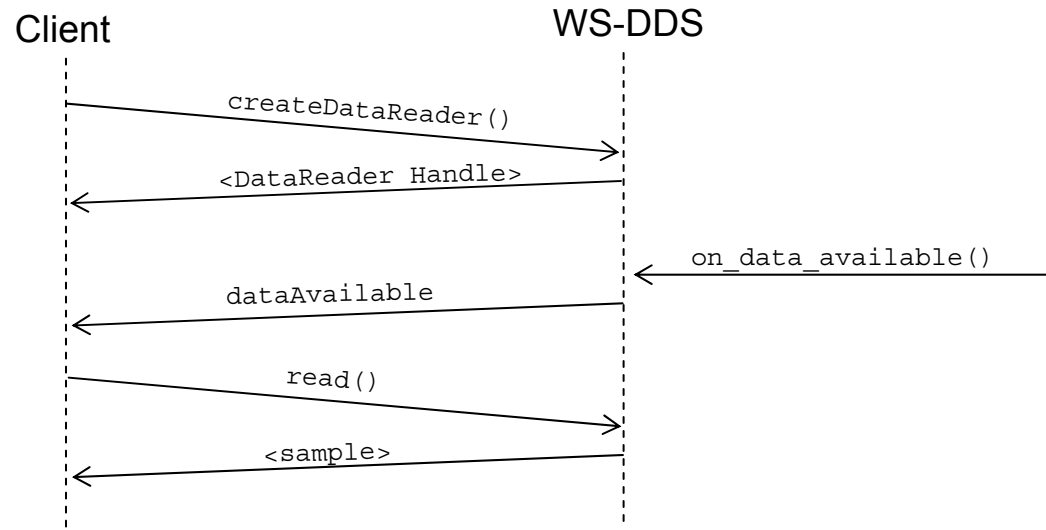 Client
WS-DDS
createDataReader()
<DataReader Handle>
on_data_available()
dataAvailable
read()
<sample>